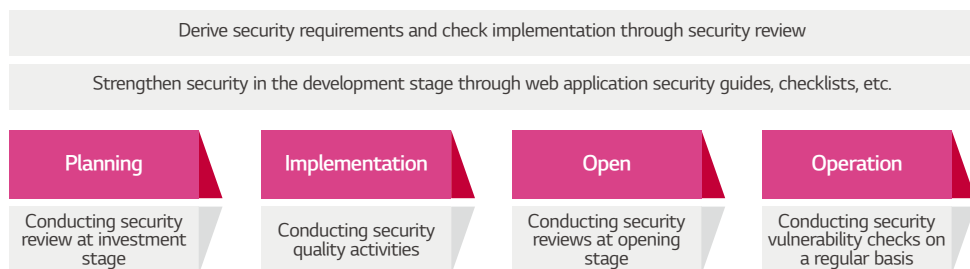 Derive security requirements and check implementation through security review
Strengthen security in the development stage through web application security guides, checklists, etc.
Planning
Conducting security
review at investment
stage
Implementation
Conducting security
quality activities
Open
Conducting security
reviews at opening
stage
Operation
Conducting security
vulnerability checks on
a regular basis